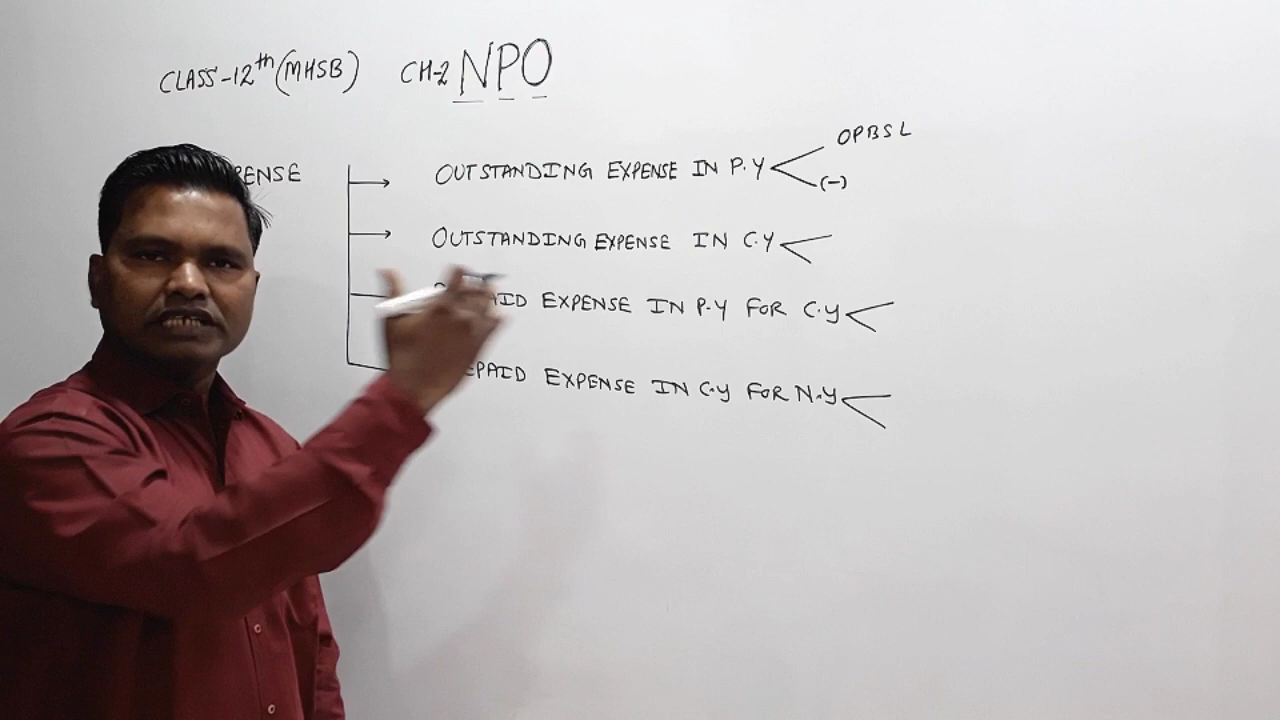 CLASS-12th (MHSB) CH-2 NPO
OPBSL
OUTSTANDING EXPENSE IN P.Y
(-)
OUTSTANDING EXPENSE IN C.Y
EXPENSE IN P.Y FOR C.Y
EXPENSE IN C.Y FOR N.Y